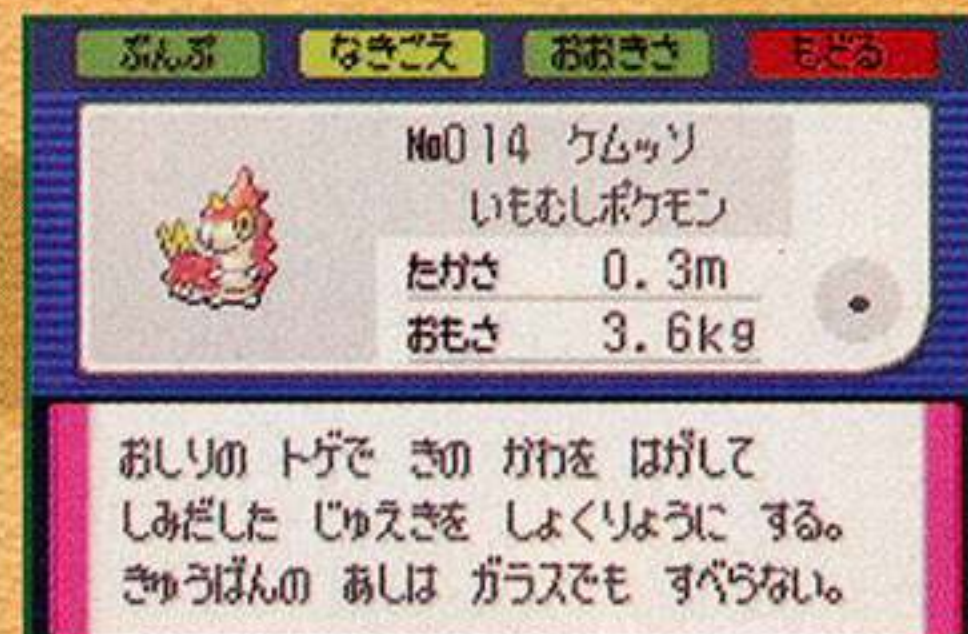 ぶんぷ なきごえ おおきさ もどる
No014 ケムッソ
いもむしポケモン
たかさ 0.3m
おもさ 3.6kg
おしりの トゲで きの かわを はがして
しみだした じゅえきを しょくりょうに する。
きゅうばんの あしは ガラスでも すべらない。